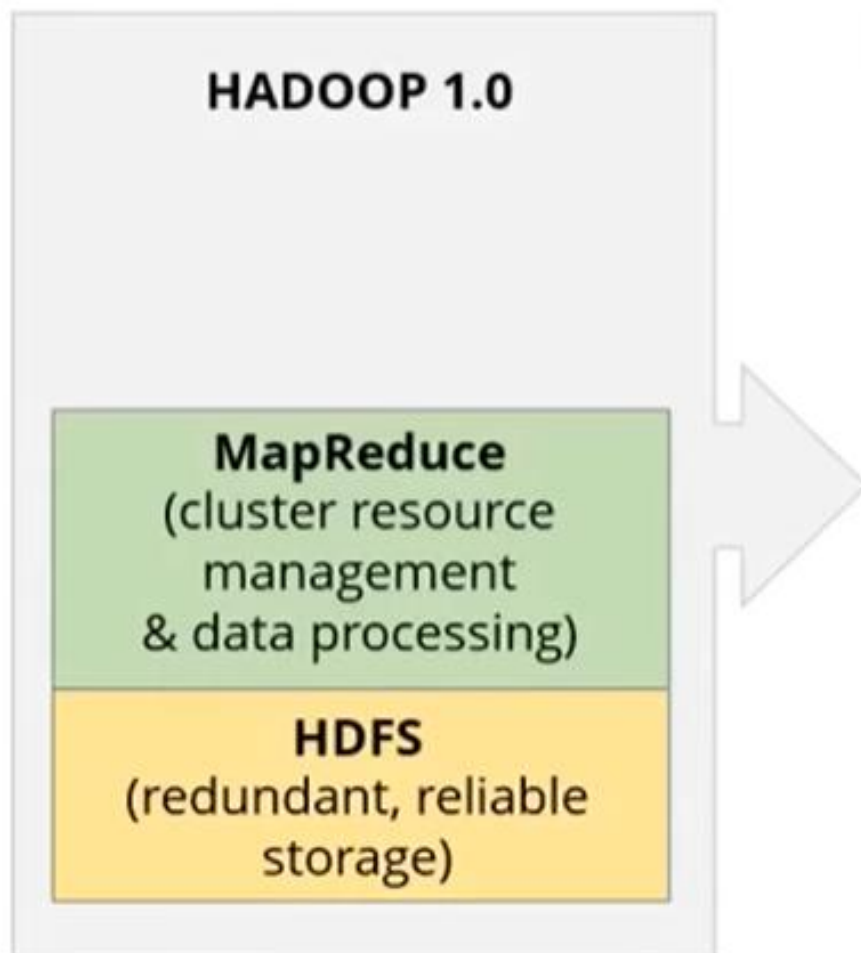 HADOOP 1.0
MapReduce
(cluster resource
management
& data processing)
HDFS
(redundant, reliable
storage)